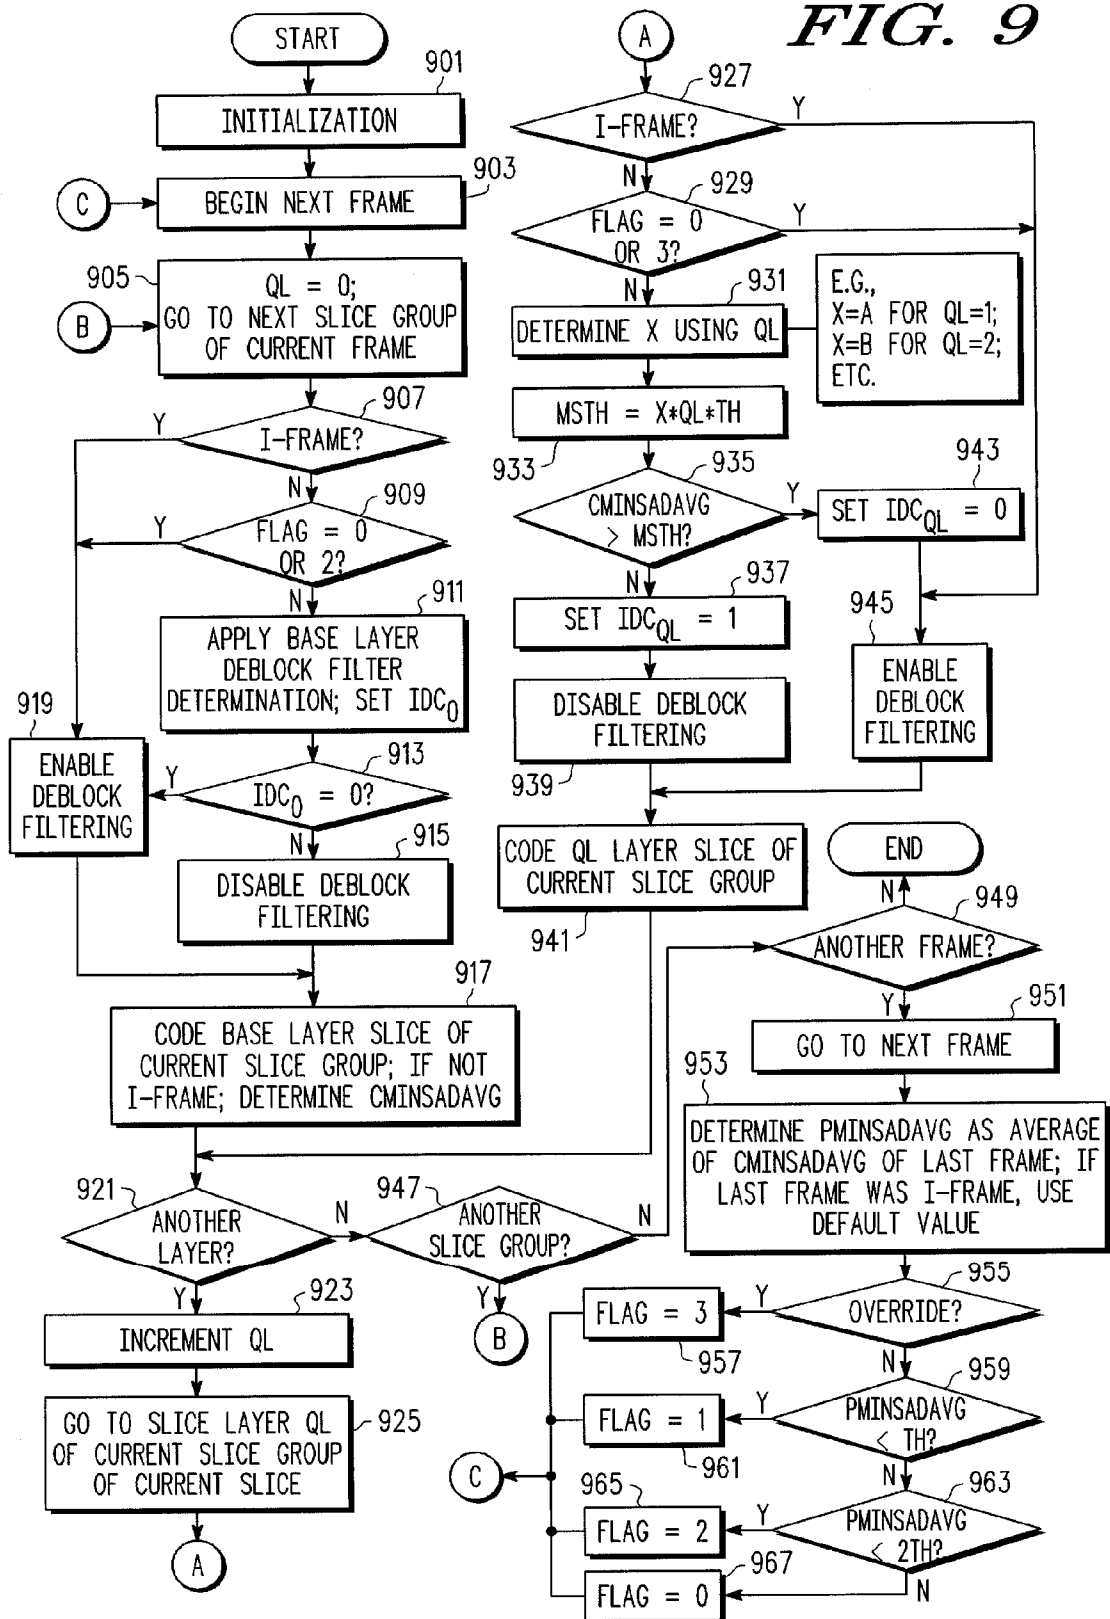 FIG. 9
START
901
INITIALIZATION
903
C
BEGIN NEXT FRAME
905
QL = 0;
GO TO NEXT SLICE GROUP
OF CURRENT FRAME
B
907
Y
I-FRAME?
N
909
Y
FLAG = 0
OR 2?
N
911
APPLY BASE LAYER
DEBLOCK FILTER
DETERMINATION; SET IDC0
919
ENABLE
DEBLOCK
FILTERING
913
Y
IDC0 = 0?
N
915
DISABLE DEBLOCK
FILTERING
917
CODE BASE LAYER SLICE OF
CURRENT SLICE GROUP; IF NOT
I-FRAME; DETERMINE CMINSADAVG
921
ANOTHER
LAYER?
N
Y
923
INCREMENT QL
GO TO SLICE LAYER QL
OF CURRENT SLICE GROUP
OF CURRENT SLICE
925
A
947
ANOTHER
SLICE GROUP?
N
Y
B
A
927
I-FRAME?
Y
N
929
FLAG = 0
OR 3?
Y
N
931
DETERMINE X USING QL
E.G.,
X=A FOR QL=1;
X=B FOR QL=2;
ETC.
MSTH = X*QL*TH
933
935
CMINSADAVG
> MSTH?
Y
943
SET IDCQL = 0
N
937
SET IDCQL = 1
945
ENABLE
DEBLOCK
FILTERING
DISABLE DEBLOCK
FILTERING
939
CODE QL LAYER SLICE OF
CURRENT SLICE GROUP
941
END
N
949
ANOTHER FRAME?
Y
951
GO TO NEXT FRAME
953
DETERMINE PMINSADAVG AS AVERAGE
OF CMINSADAVG OF LAST FRAME; IF
LAST FRAME WAS I-FRAME, USE
DEFAULT VALUE
955
OVERRIDE?
Y
FLAG = 3
957
N
959
PMINSADAVG
< TH?
Y
FLAG = 1
961
N
963
PMINSADAVG
< 2TH?
Y
965
FLAG = 2
N
967
FLAG = 0
C